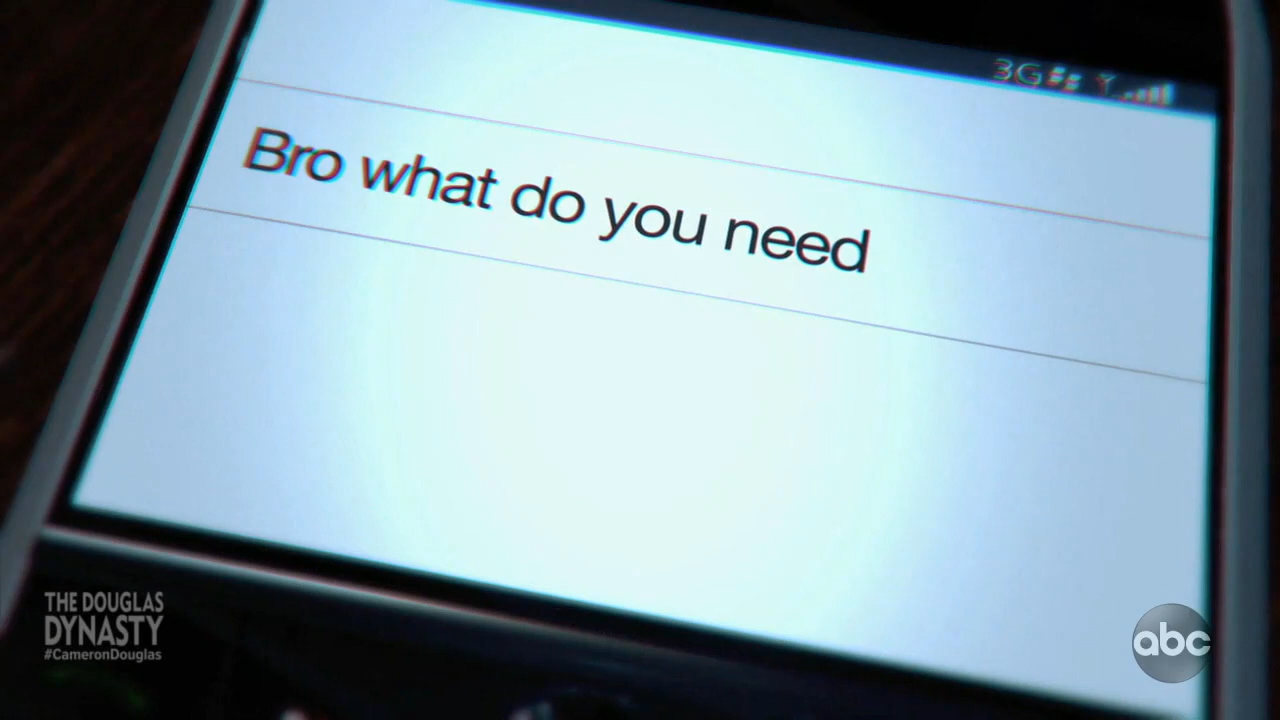 3G
Bro what do you need
THE DOUGLAS
DYNASTY
#CameronDouglas
abc